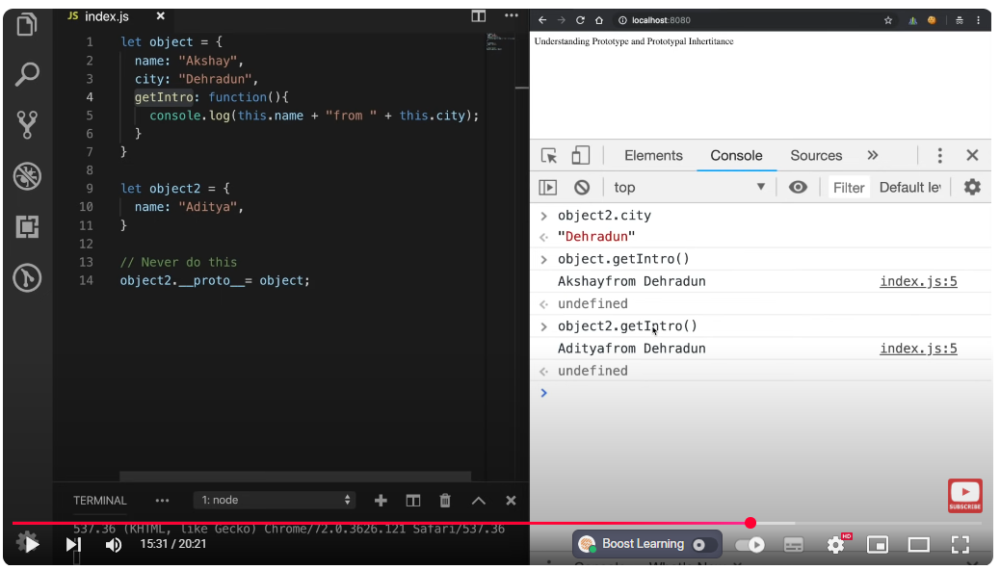 JS index.js ×
1 let object = {
2 name: "Akshay",
3 city: "Dehradun",
4 getIntro: function(){
5 console.log(this.name + "from " + this.city);
6 }
7 }
8
9 let object2 = {
10 name: "Aditya",
11 }
12
13 // Never do this
14 object2.__proto__= object;
TERMINAL ••• 1: node
537.36 (KHTML, like Gecko) Chrome/72.0.3626.121 Safari/537.36
localhost:8080
Understanding Prototype and Prototypal Inhertitance
Elements Console Sources »
top Filter Default le
> object2.city
"Dehradun"
> object.getIntro()
Akshayfrom Dehradun index.js:5
undefined
> object2.getIntro()
Adityafrom Dehradun index.js:5
undefined
>
SUBSCRIBE
15:31 / 20:21
Boost Learning
HD